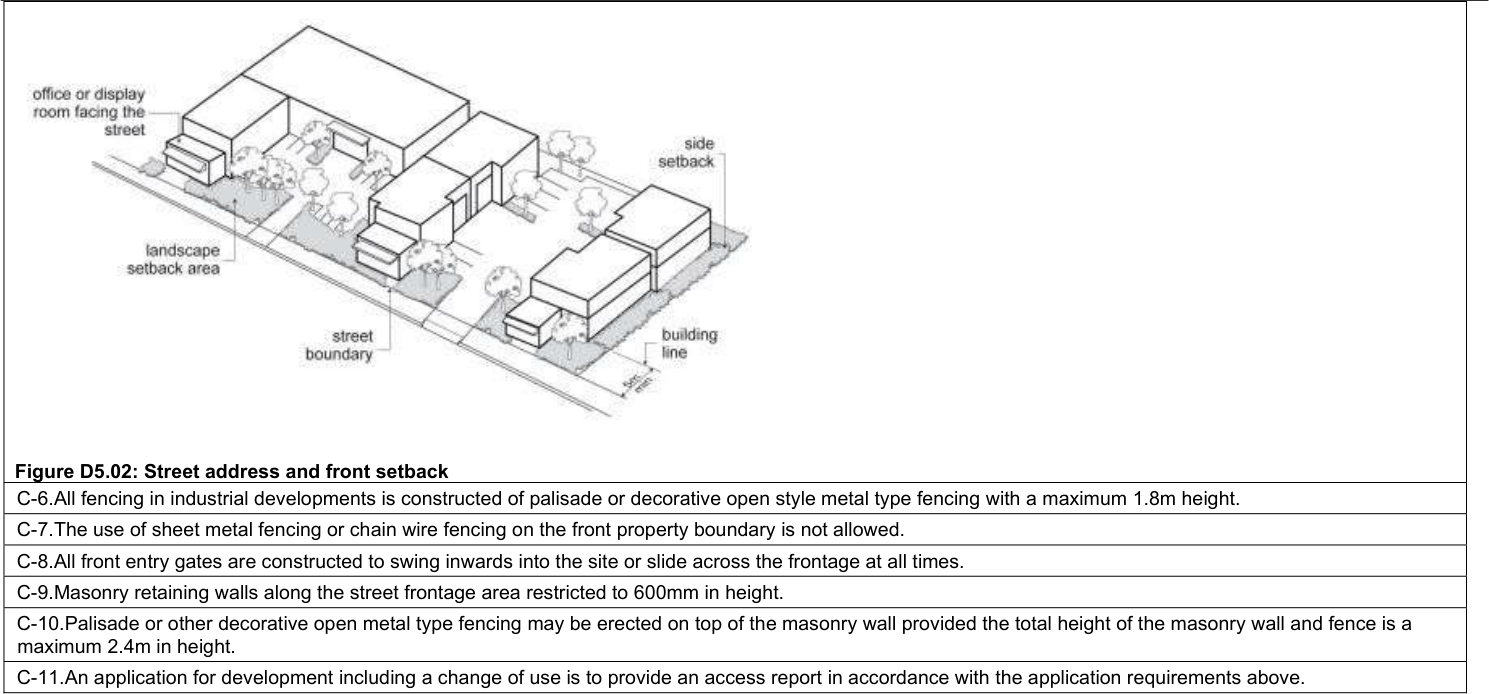 office or display
room facing the
street
side
setback
landscape
setback area
street
boundary
building
line
5m
min
Figure D5.02: Street address and front setback
C-6.All fencing in industrial developments is constructed of palisade or decorative open style metal type fencing with a maximum 1.8m height.
C-7.The use of sheet metal fencing or chain wire fencing on the front property boundary is not allowed.
C-8.All front entry gates are constructed to swing inwards into the site or slide across the frontage at all times.
C-9.Masonry retaining walls along the street frontage area restricted to 600mm in height.
C-10.Palisade or other decorative open metal type fencing may be erected on top of the masonry wall provided the total height of the masonry wall and fence is a
maximum 2.4m in height.
C-11.An application for development including a change of use is to provide an access report in accordance with the application requirements above.